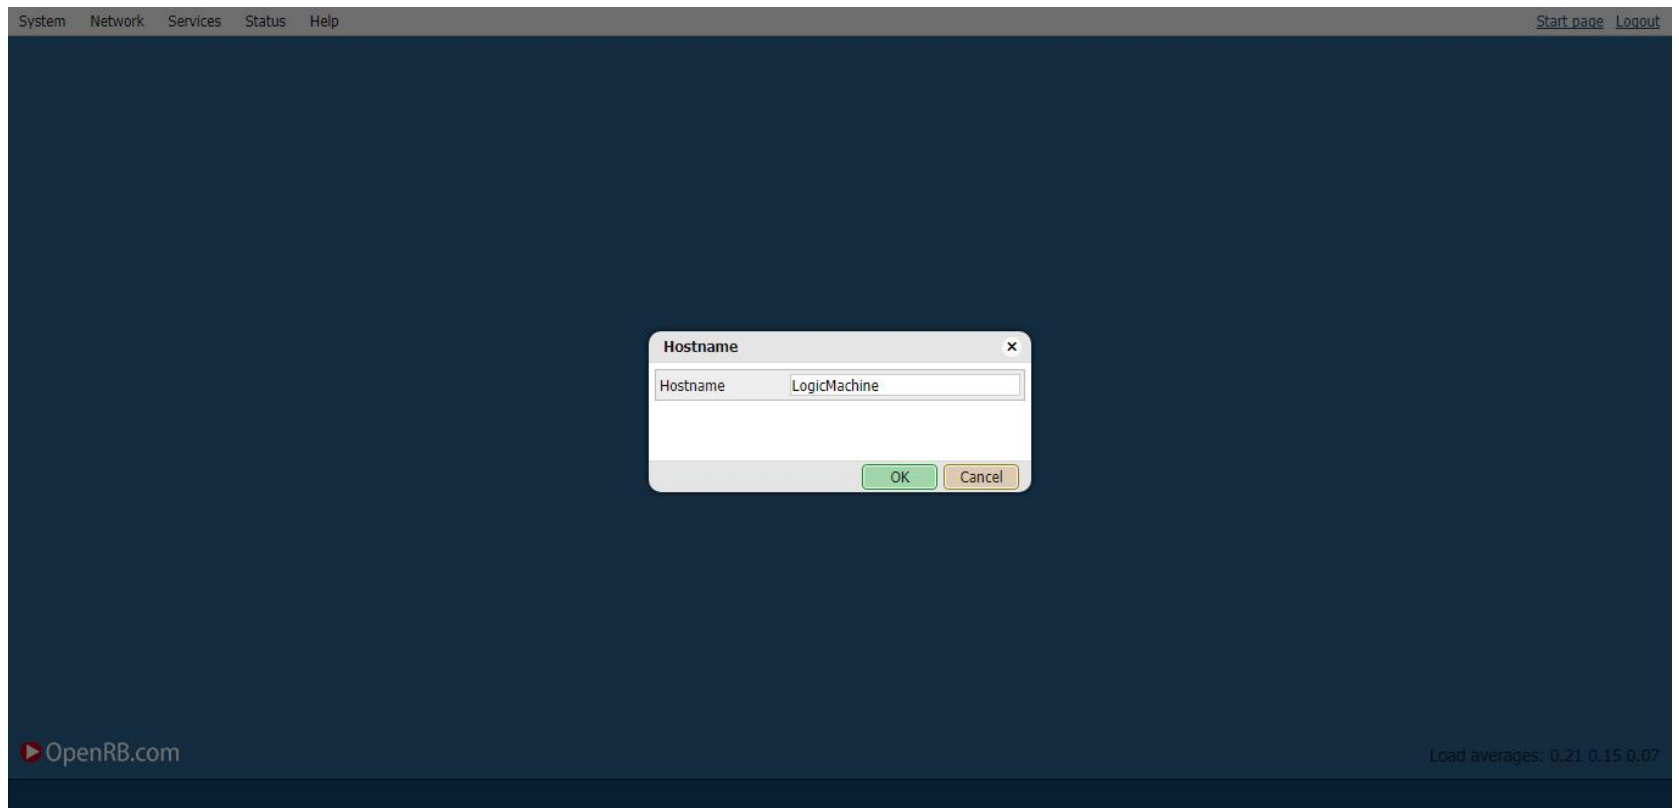 System Network Services Status Help Start page Logout
Hostname
Hostname LogicMachine
OK Cancel
OpenRB.com
Load averages: 0.21 0.15 0.07